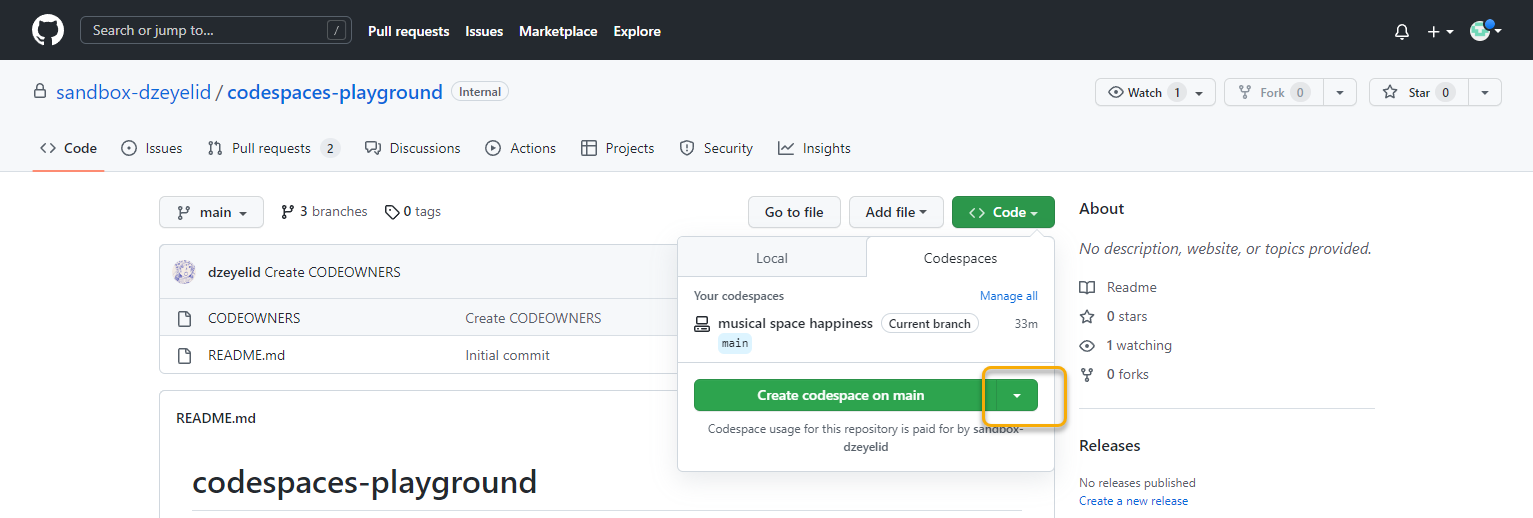 Search or jump to... / Pull requests Issues Marketplace Explore
sandbox-dzeyelid / codespaces-playground Internal Watch 1 Fork 0 Star 0
Code Issues Pull requests 2 Discussions Actions Projects Security Insights
main 3 branches 0 tags Go to file Add file Code
dzeyelid Create CODEOWNERS
CODEOWNERS Create CODEOWNERS
README.md Initial commit
README.md
codespaces-playground
Local Codespaces
Your codespaces Manage all
musical space happiness Current branch 33m
main
Create codespace on main
Codespace usage for this repository is paid for by sandbox-
dzeyelid
About
No description, website, or topics provided.
Readme
0 stars
1 watching
0 forks
Releases
No releases published
Create a new release